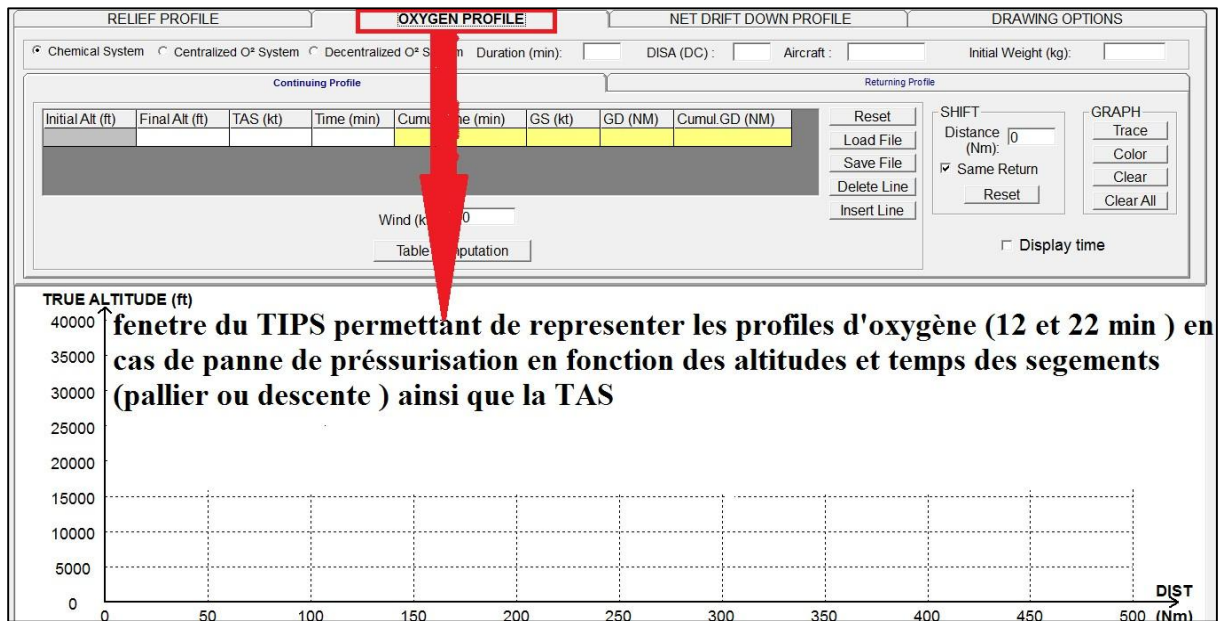 RELIEF PROFILE OXYGEN PROFILE NET DRIFT DOWN PROFILE DRAWING OPTIONS
Chemical System Centralized O² System Decentralized O² S m Duration (min): DISA (DC) : Aircraft : Initial Weight (kg):
Continuing Profile Returning Profile
Initial Alt (ft) Final Alt (ft) TAS (kt) Time (min) Cumu me (min) GS (kt) GD (NM) Cumul.GD (NM)
Reset
Load File
Save File
Delete Line
Insert Line
SHIFT
Distance (Nm): 0
Same Return
Reset
GRAPH
Trace
Color
Clear
Clear All
Wind (k 0
Table putation
Display time
TRUE ALTITUDE (ft)
fenetre du TIPS permettant de representer les profiles d'oxygène (12 et 22 min ) en
cas de panne de préssurisation en fonction des altitudes et temps des segements
(pallier ou descente ) ainsi que la TAS
40000
35000
30000
25000
20000
15000
10000
5000
0
0 50 100 150 200 250 300 350 400 450 500
DIST
(Nm)